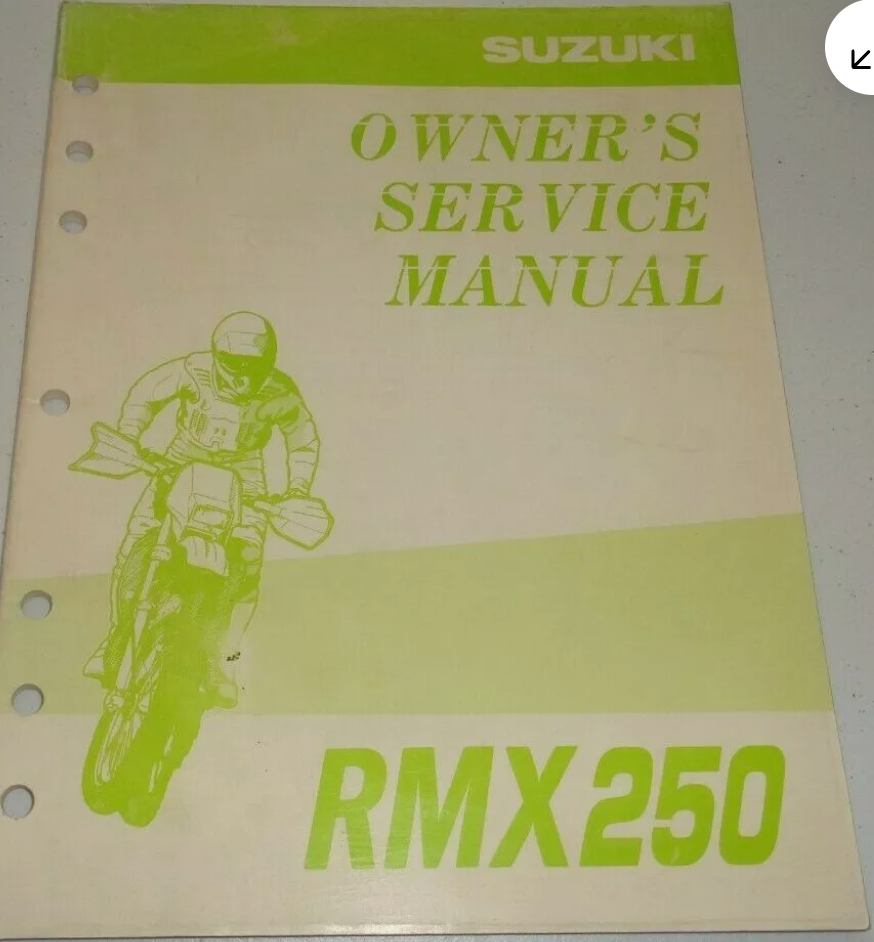 SUZUKI
OWNER'S
SERVICE
MANUAL
RMX250